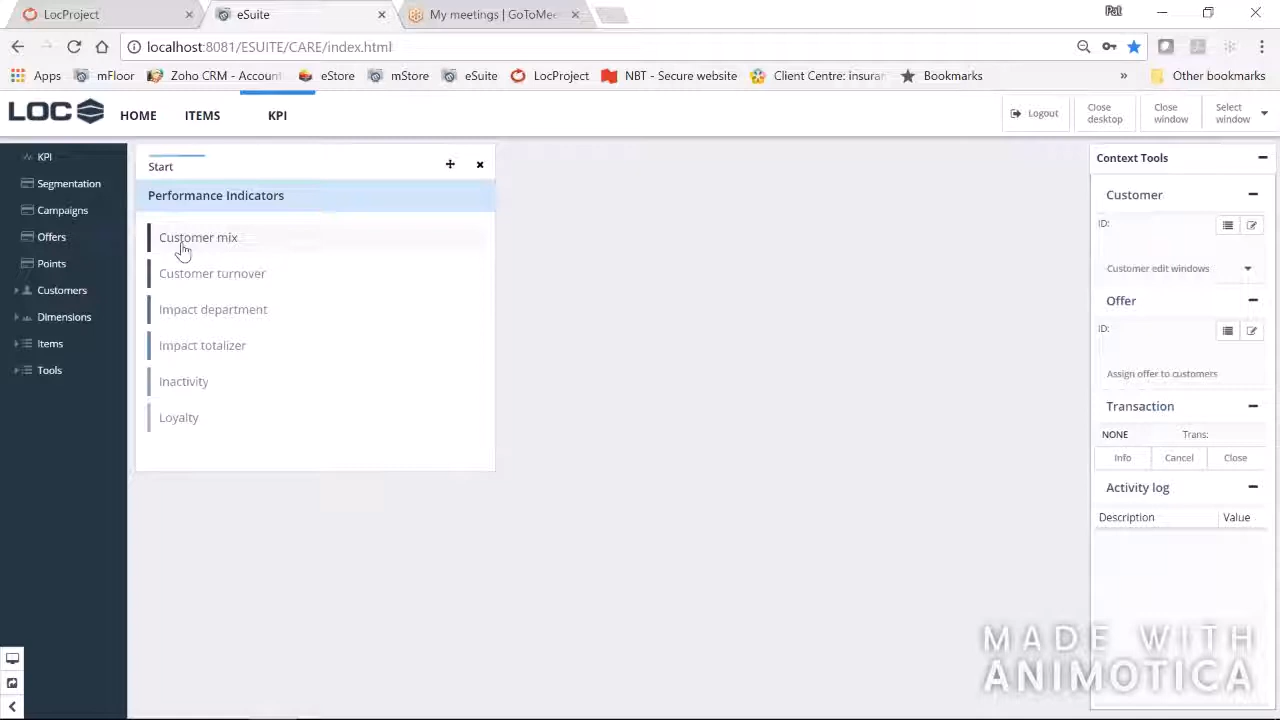 LocProject
eSuite
My meetings | GoToMee
localhost:8081/ESUITE/CARE/index.html
Apps mFloor Zoho CRM - Account eStore mStore eSuite LocProject NBT - Secure website Client Centre: insur Bookmarks » Other bookmarks
LOC HOME ITEMS KPI
Logout
Close desktop
Close window
Select window
KPI
Segmentation
Campaigns
Offers
Points
Customers
Dimensions
Items
Tools
Start
Performance Indicators
Customer mix
Customer turnover
Impact department
Impact totalizer
Inactivity
Loyalty
Context Tools
Customer
ID:
Customer edit windows
Offer
ID:
Assign offer to customers
Transaction
NONE Trans:
Info Cancel Close
Activity log
Description Value
MADE WITH
ANIMOTICA